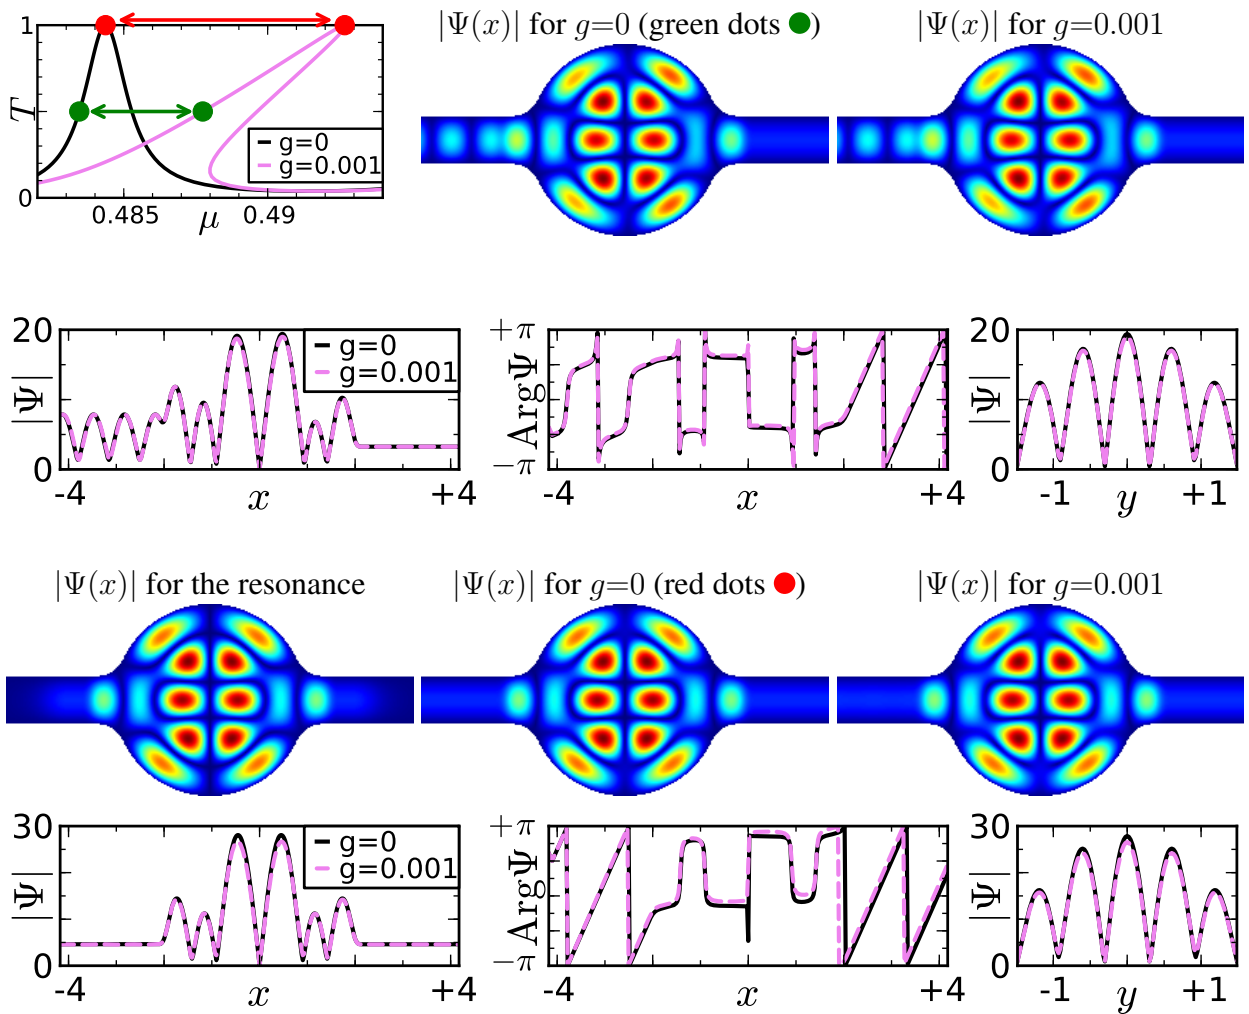 |Ψ(x)| for g=0 (green dots ●)
|Ψ(x)| for g=0.001
1
T
0
g=0
g=0.001
0.485
μ
0.49
20
|Ψ|
0
g=0
g=0.001
-4
x
+4
+π
ArgΨ
-π
-4
x
+4
20
|Ψ|
0
-1
y
+1
|Ψ(x)| for the resonance
|Ψ(x)| for g=0 (red dots ●)
|Ψ(x)| for g=0.001
30
|Ψ|
0
g=0
g=0.001
-4
x
+4
+π
ArgΨ
-π
-4
x
+4
30
|Ψ|
0
-1
y
+1